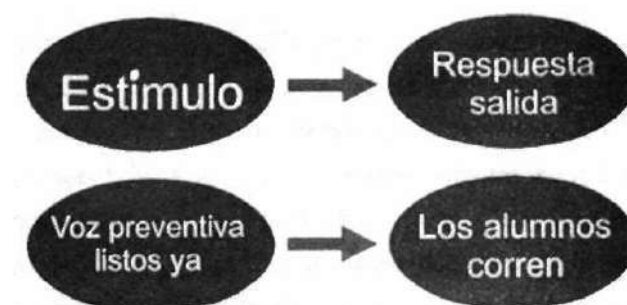 Estimulo
Respuesta
salida
Voz preventiva
listos ya
Los alumnos
corren